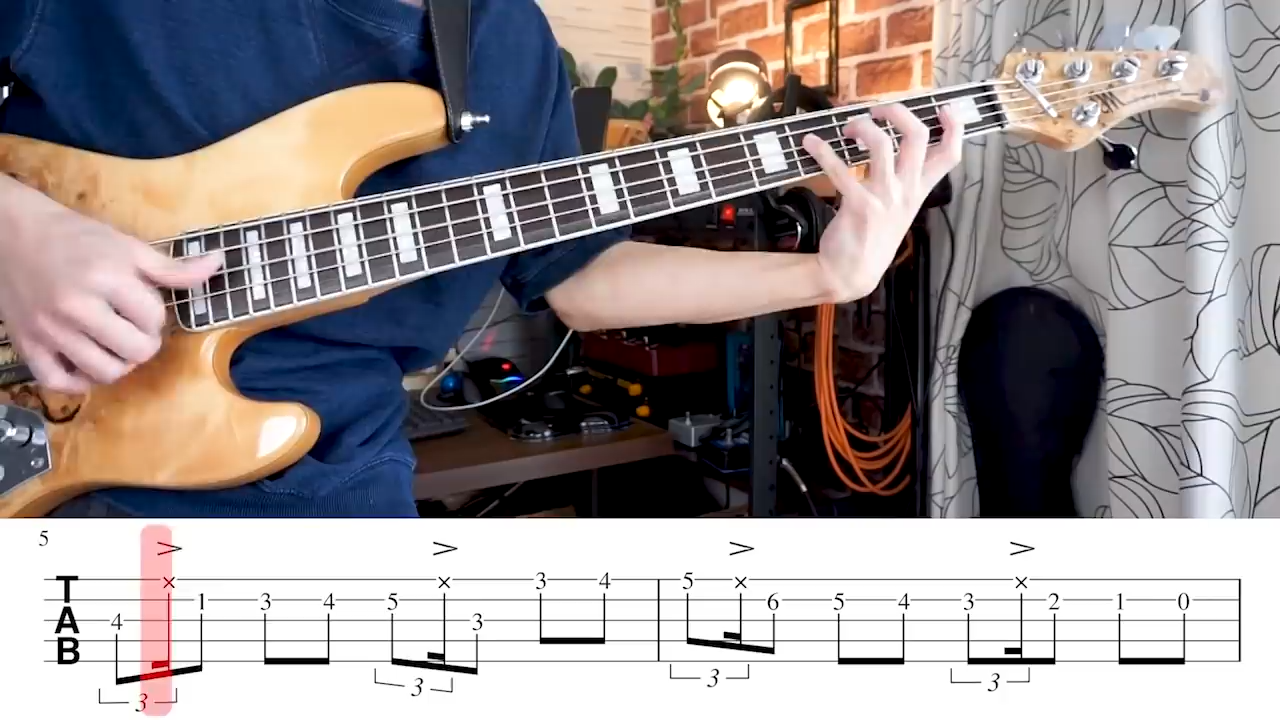 5
> > > >
T × × 3 4 5 × ×
1 3 4 5 6 5 4 3 2 1 0
A 4 3
B
3 3 3 3